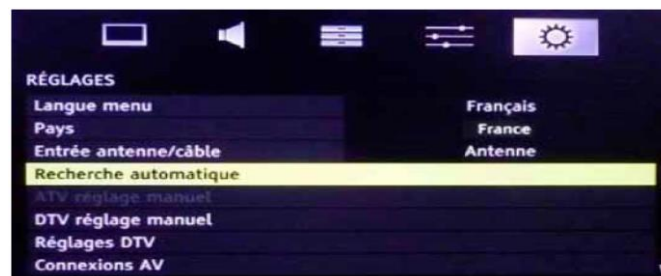 RÉGLAGES
Langue menu Français
Pays France
Entrée antenne/câble Antenne
Recherche automatique
ATV réglage manuel
DTV réglage manuel
Réglages DTV
Connexions AV